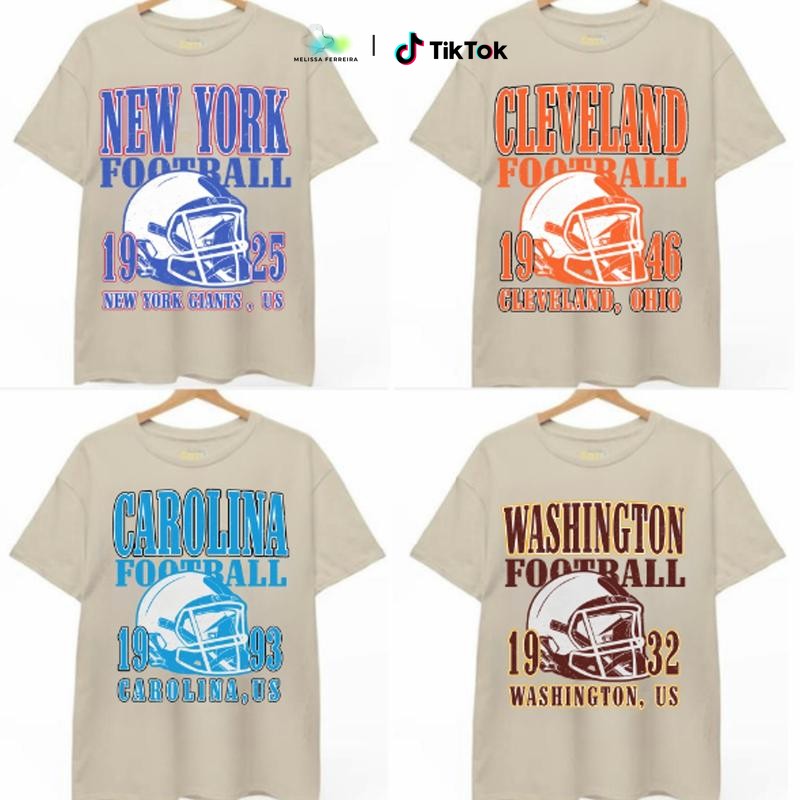 MELISSA FERREIRA
TikTok
NEW YORK
FOOTBALL
19 25
NEW YORK GIANTS , US
CLEVELAND
FOOTBALL
19 46
CLEVELAND, OHIO
CAROLINA
FOOTBALL
19 93
CAROLINA,US
WASHINGTON
FOOTBALL
19 32
WASHINGTON, US